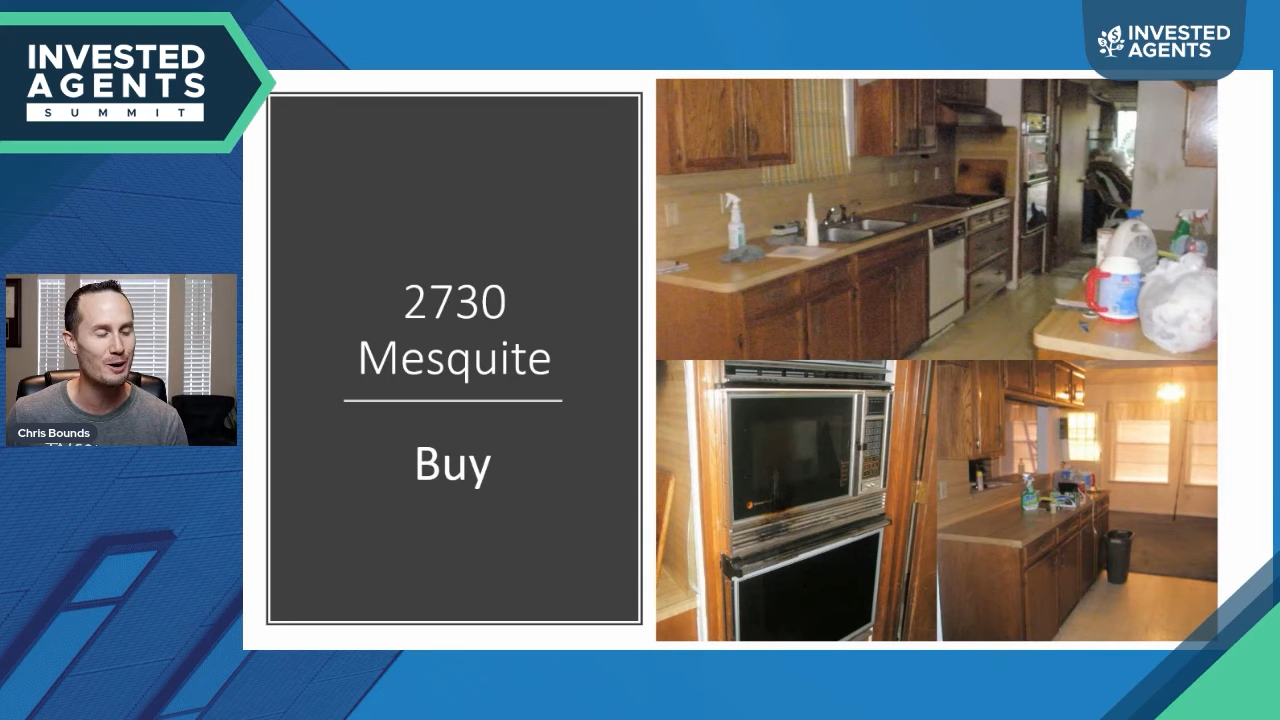 INVESTED
AGENTS
SUMMIT
INVESTED
AGENTS
2730
Mesquite
Buy
Chris Bounds